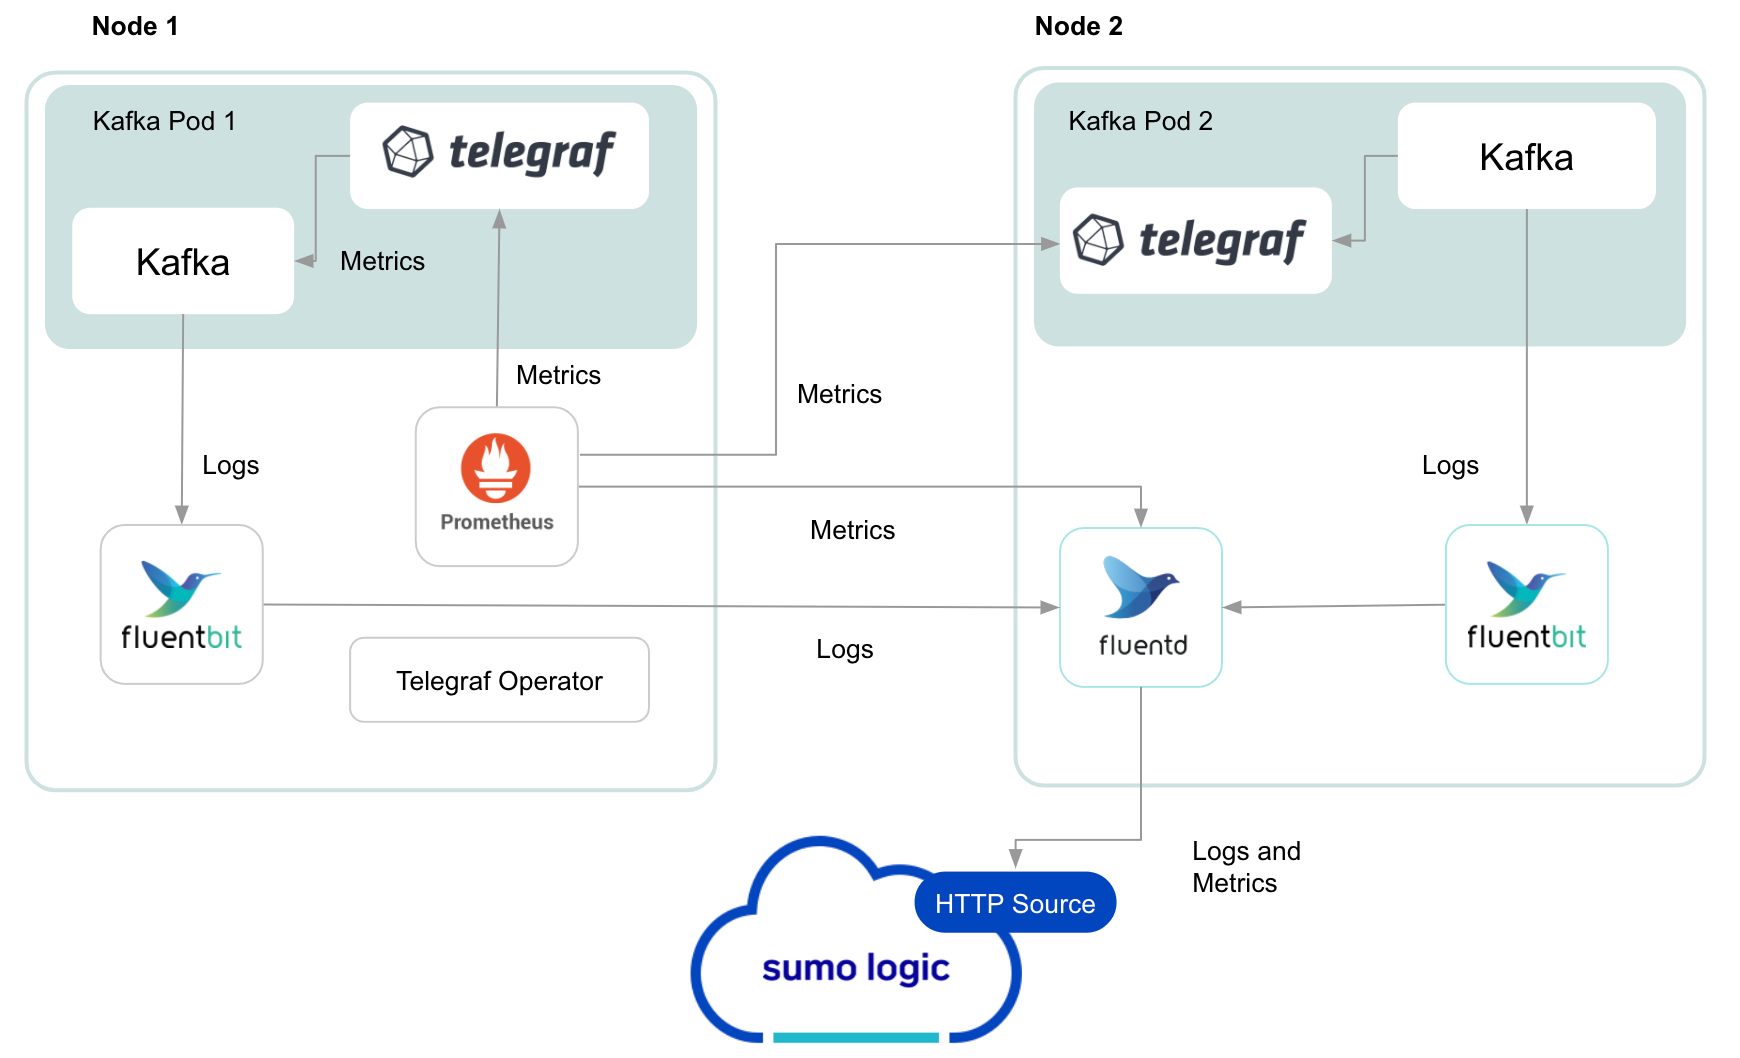 Node 1
Node 2
Kafka Pod 1
telegraf
Kafka
Metrics
Kafka Pod 2
Kafka
telegraf
Metrics
Metrics
Logs
Prometheus
Metrics
Logs
fluentbit
Logs
fluentd
fluentbit
Telegraf Operator
Logs and
Metrics
HTTP Source
sumo logic